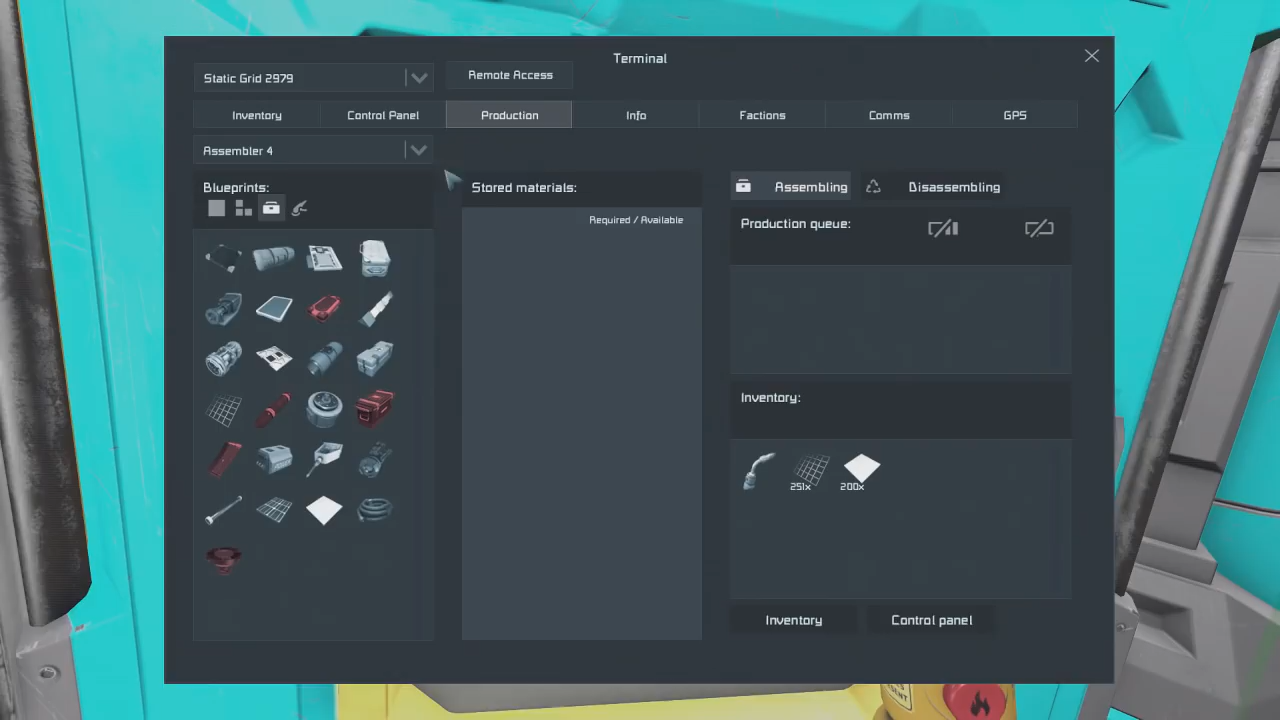 Terminal
Static Grid 2979
Remote Access
Inventory
Control Panel
Production
Info
Factions
Comms
GPS
Assembler 4
Blueprints:
Stored materials:
Required / Available
Assembling
Disassembling
Production queue:
Inventory:
251x
200x
Inventory
Control panel